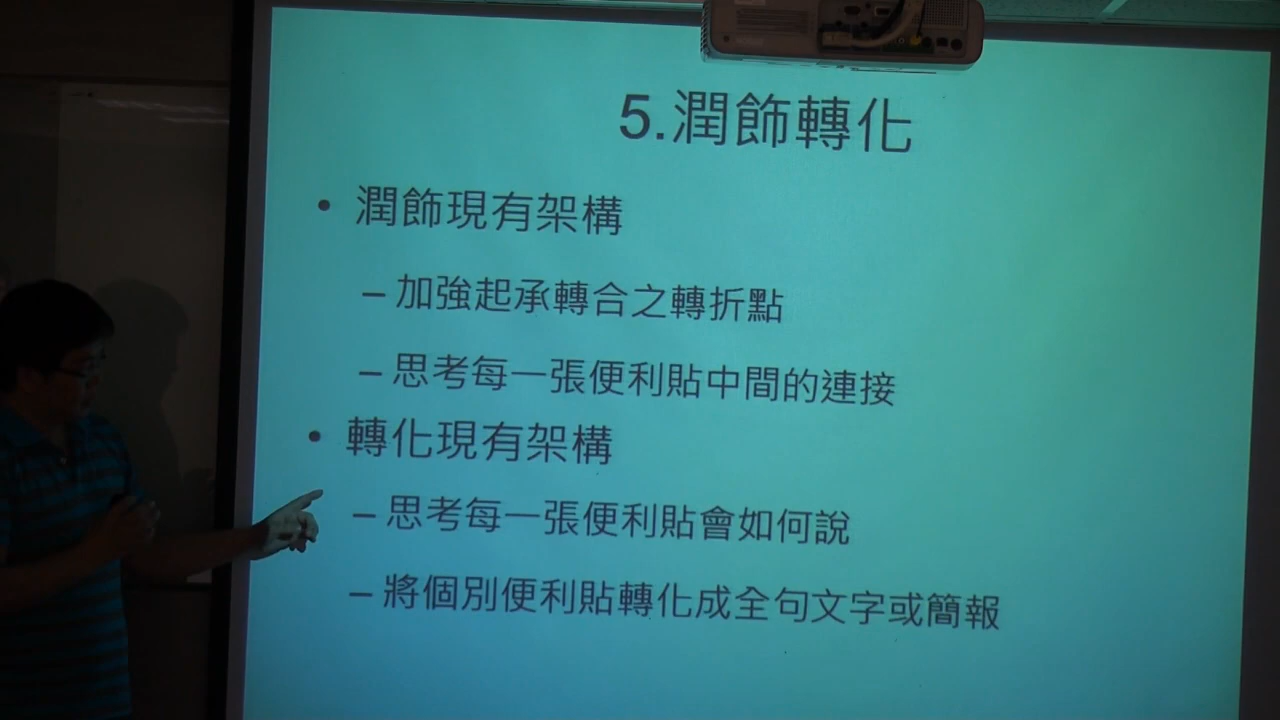 5.潤飾轉化
• 潤飾現有架構
– 加強起承轉合之轉折點
– 思考每一張便利貼中間的連接
• 轉化現有架構
– 思考每一張便利貼會如何說
– 將個別便利貼轉化成全句文字或簡報